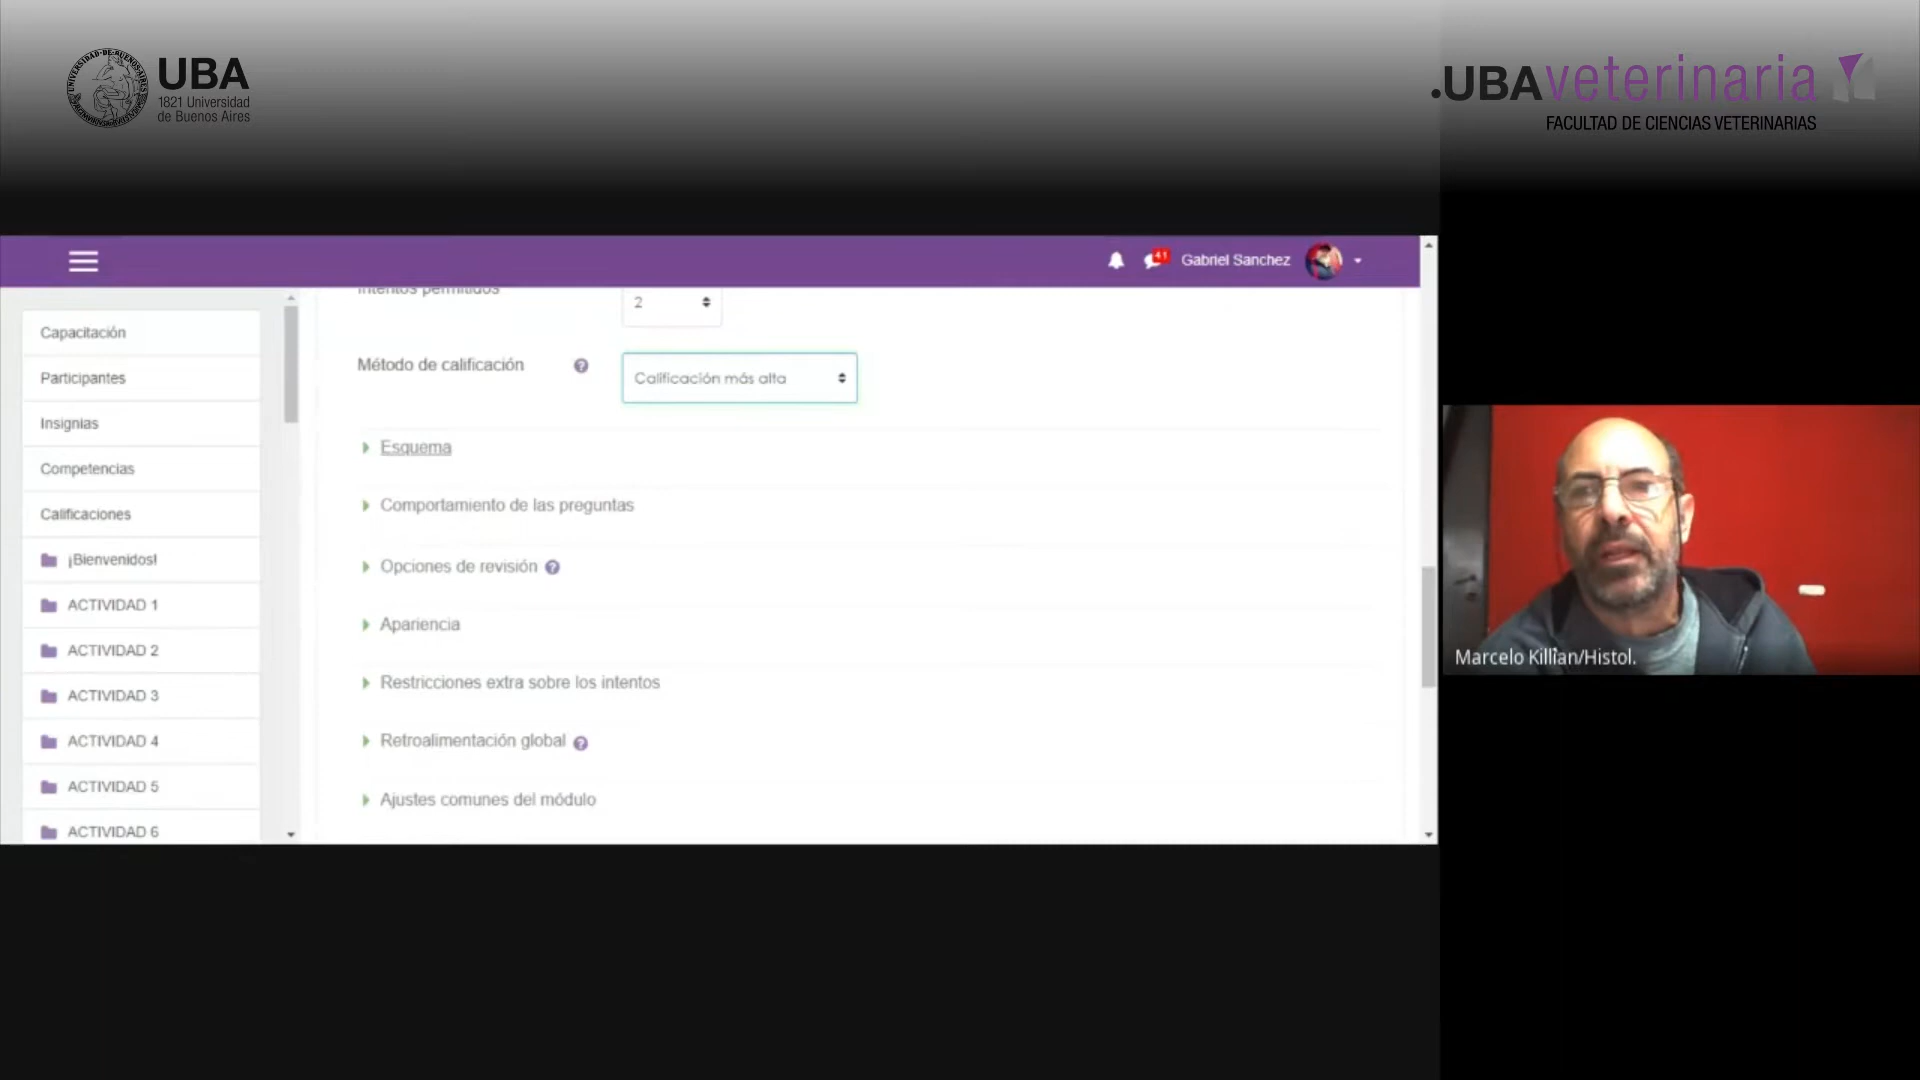 UBA
1821 Universidad
de Buenos Aires
.UBAveterinaria
FACULTAD DE CIENCIAS VETERINARIAS
41
Gabriel Sanchez
Capacitación
Participantes
Insignias
Competencias
Calificaciones
¡Bienvenidos!
ACTIVIDAD 1
ACTIVIDAD 2
ACTIVIDAD 3
ACTIVIDAD 4
ACTIVIDAD 5
ACTIVIDAD 6
Intentos permitidos
2
Método de calificación
Calificación más alta
Esquema
Comportamiento de las preguntas
Opciones de revisión
Apariencia
Restricciones extra sobre los intentos
Retroalimentación global
Ajustes comunes del módulo
Marcelo Killian/Histol.